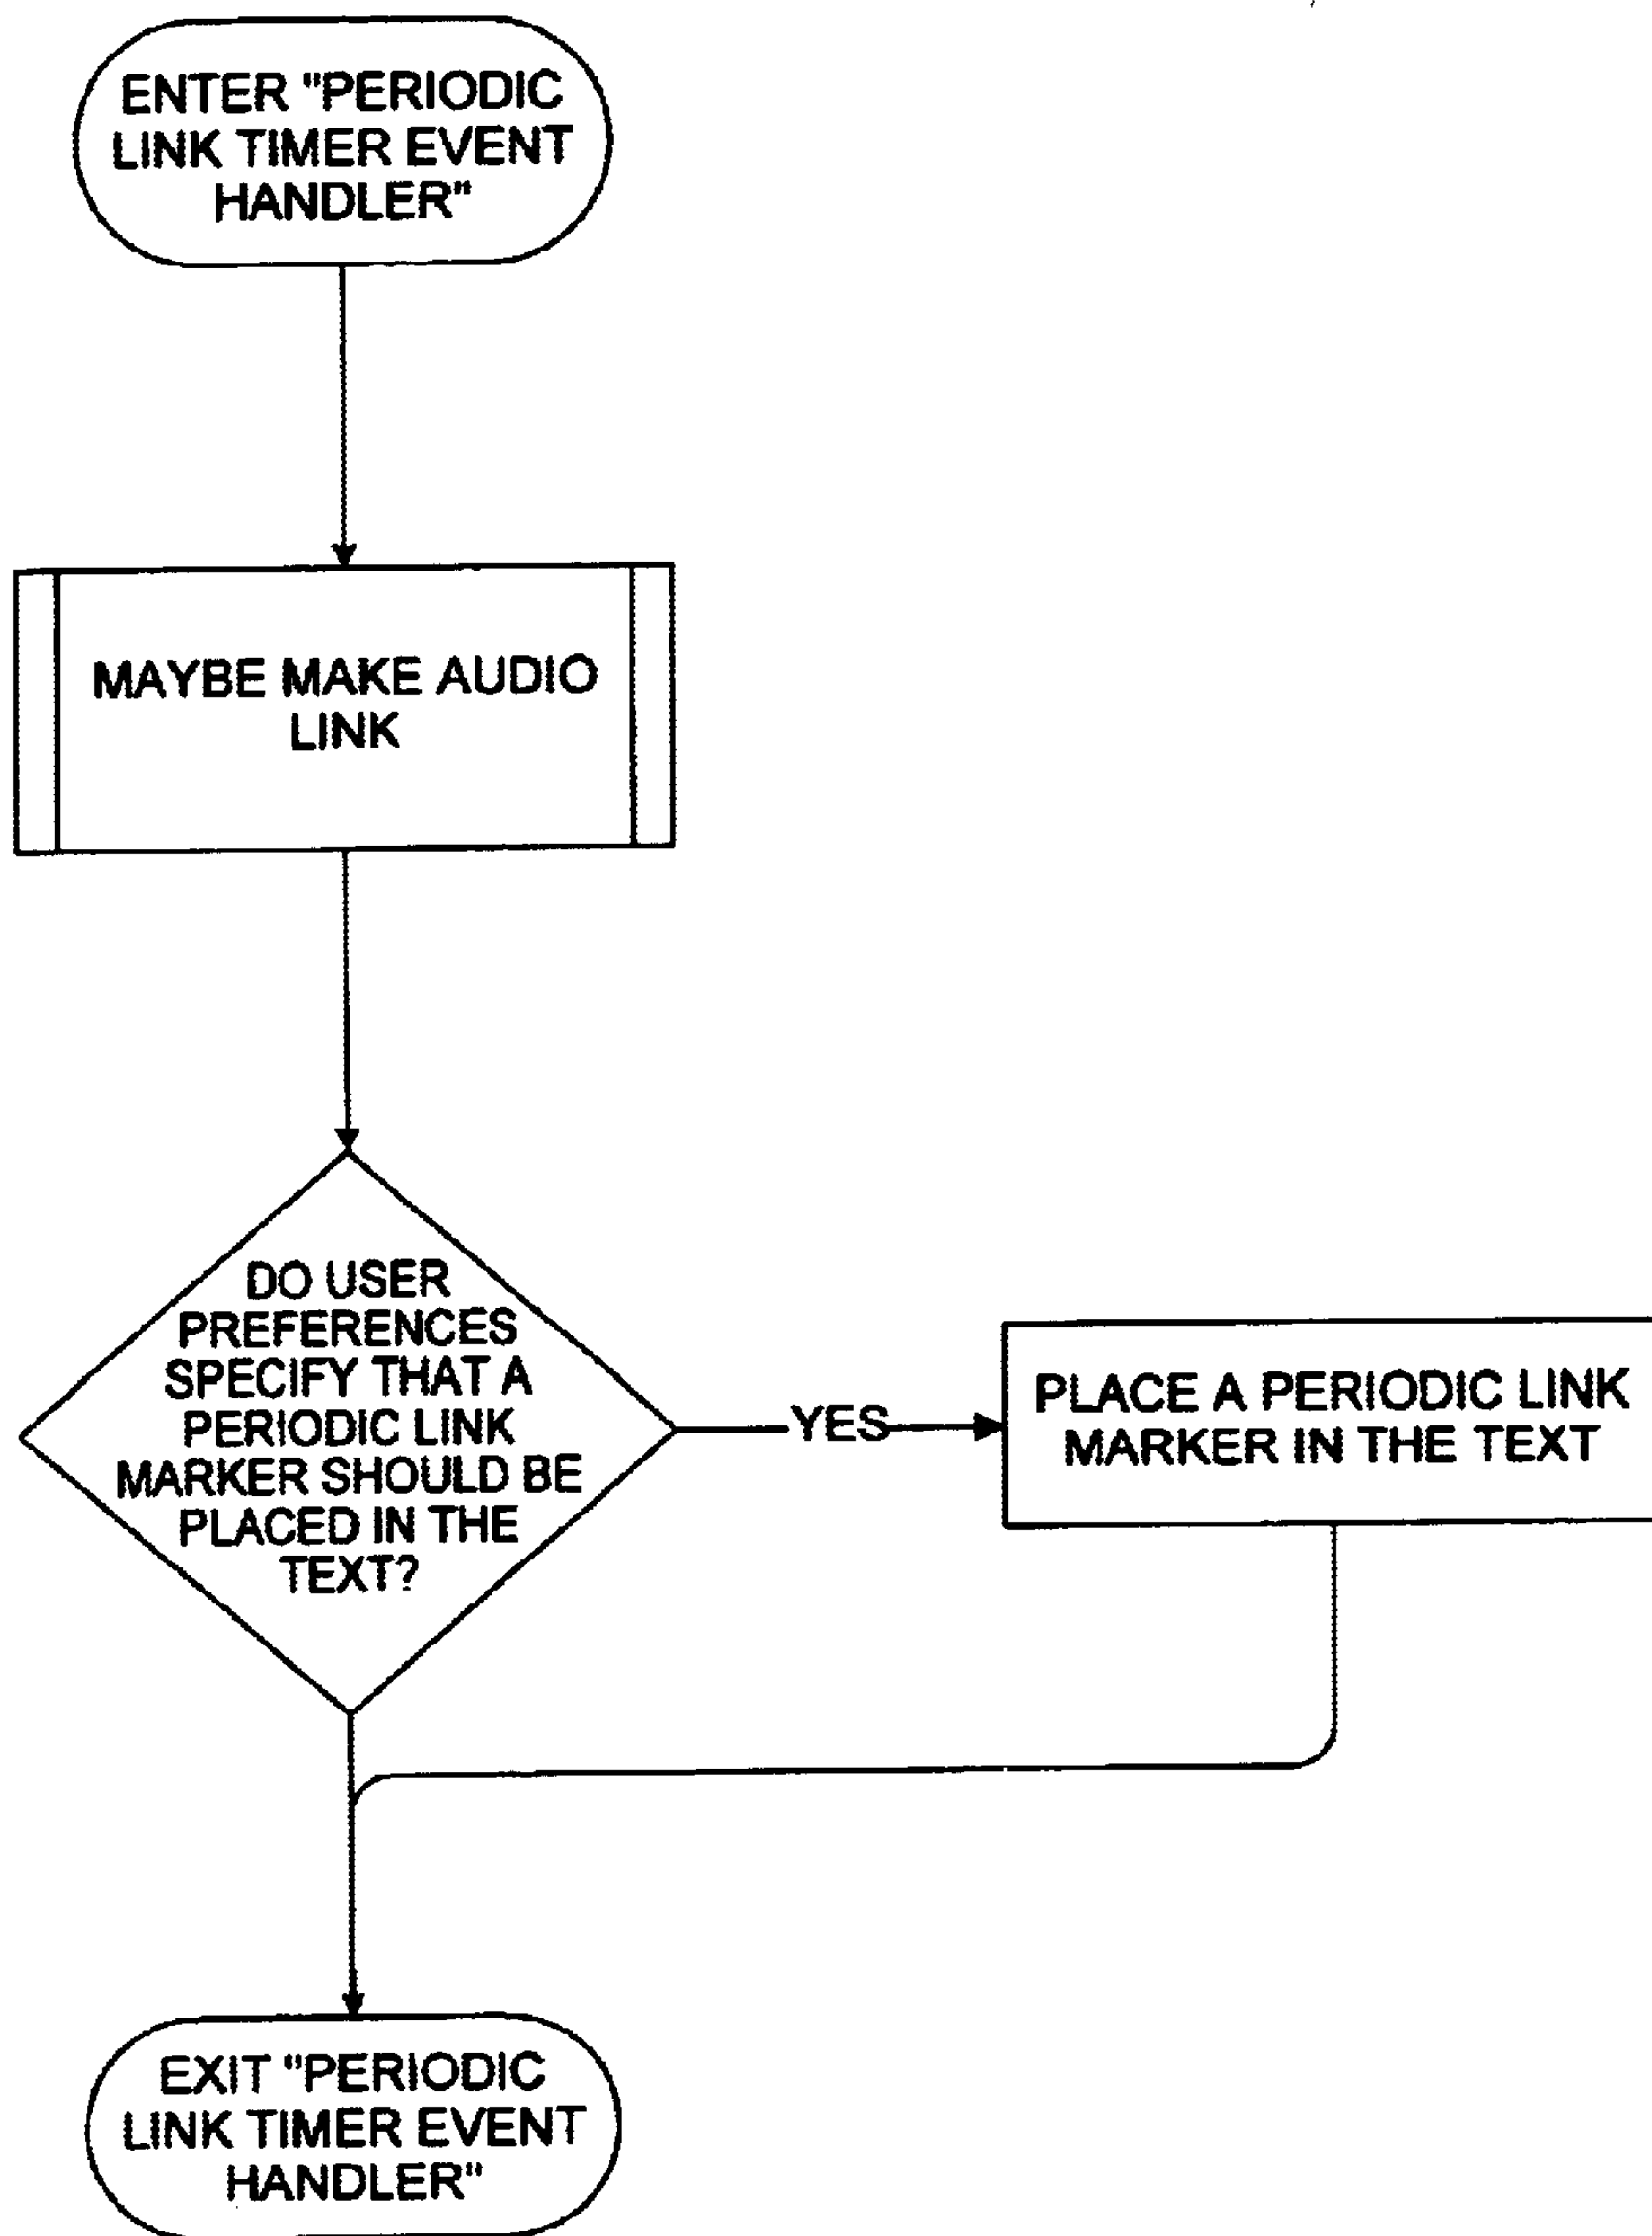 ENTER "PERIODIC
LINK TIMER EVENT
HANDLER"
MAYBE MAKE AUDIO
LINK
DO USER
PREFERENCES
SPECIFY THAT A
PERIODIC LINK
MARKER SHOULD BE
PLACED IN THE
TEXT?
YES
PLACE A PERIODIC LINK
MARKER IN THE TEXT
EXIT "PERIODIC
LINK TIMER EVENT
HANDLER"